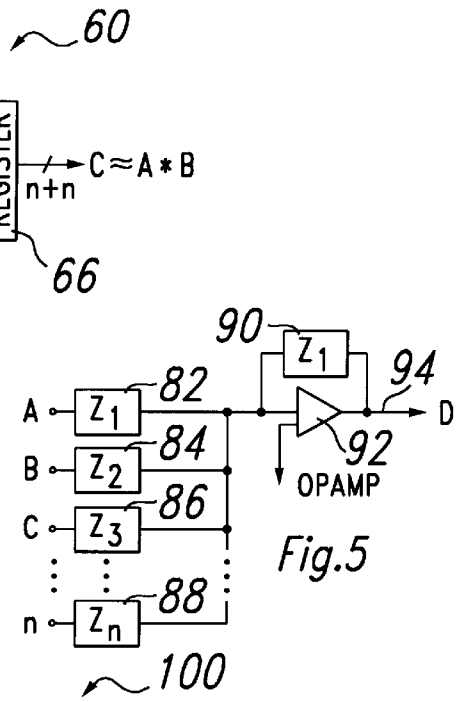 60
REGISTER
n+n
C≈A*B
66
90
Z1
94
D
92
OPAMP
A
Z1
82
B
Z2
84
C
Z3
86
n
Zn
88
Fig.5
100